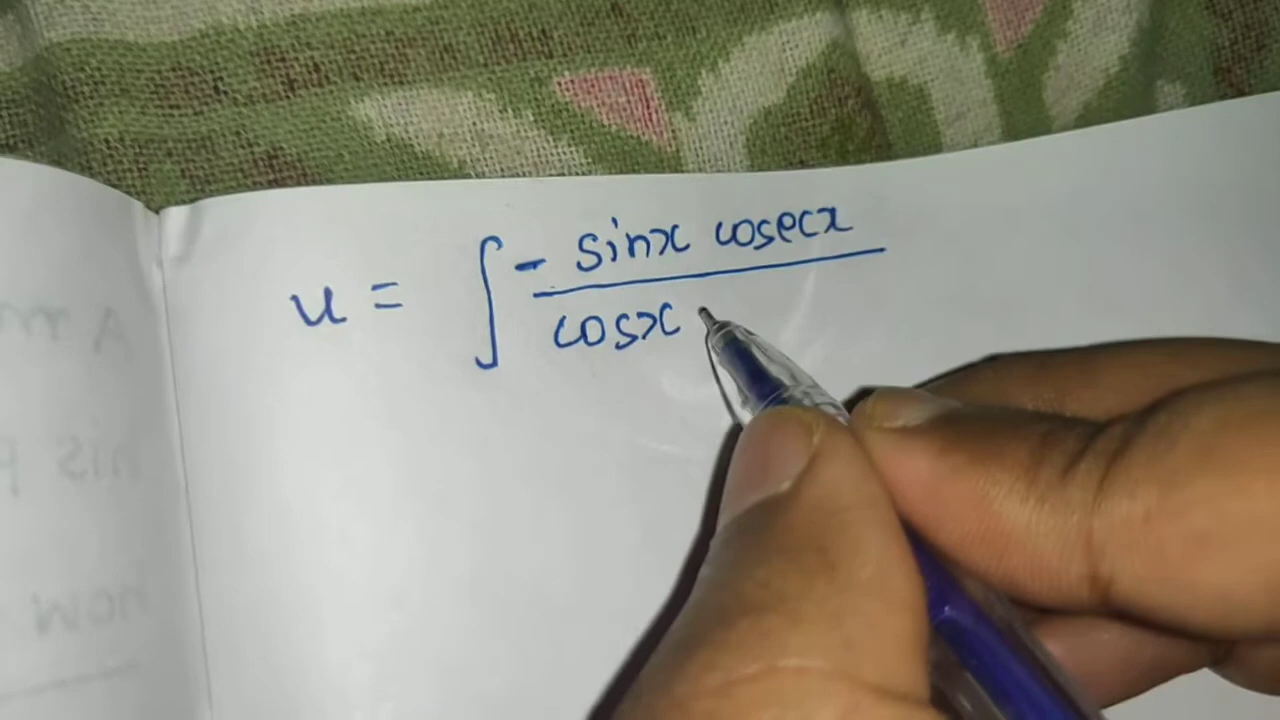 u = ∫ - sinx cosecx
cosx